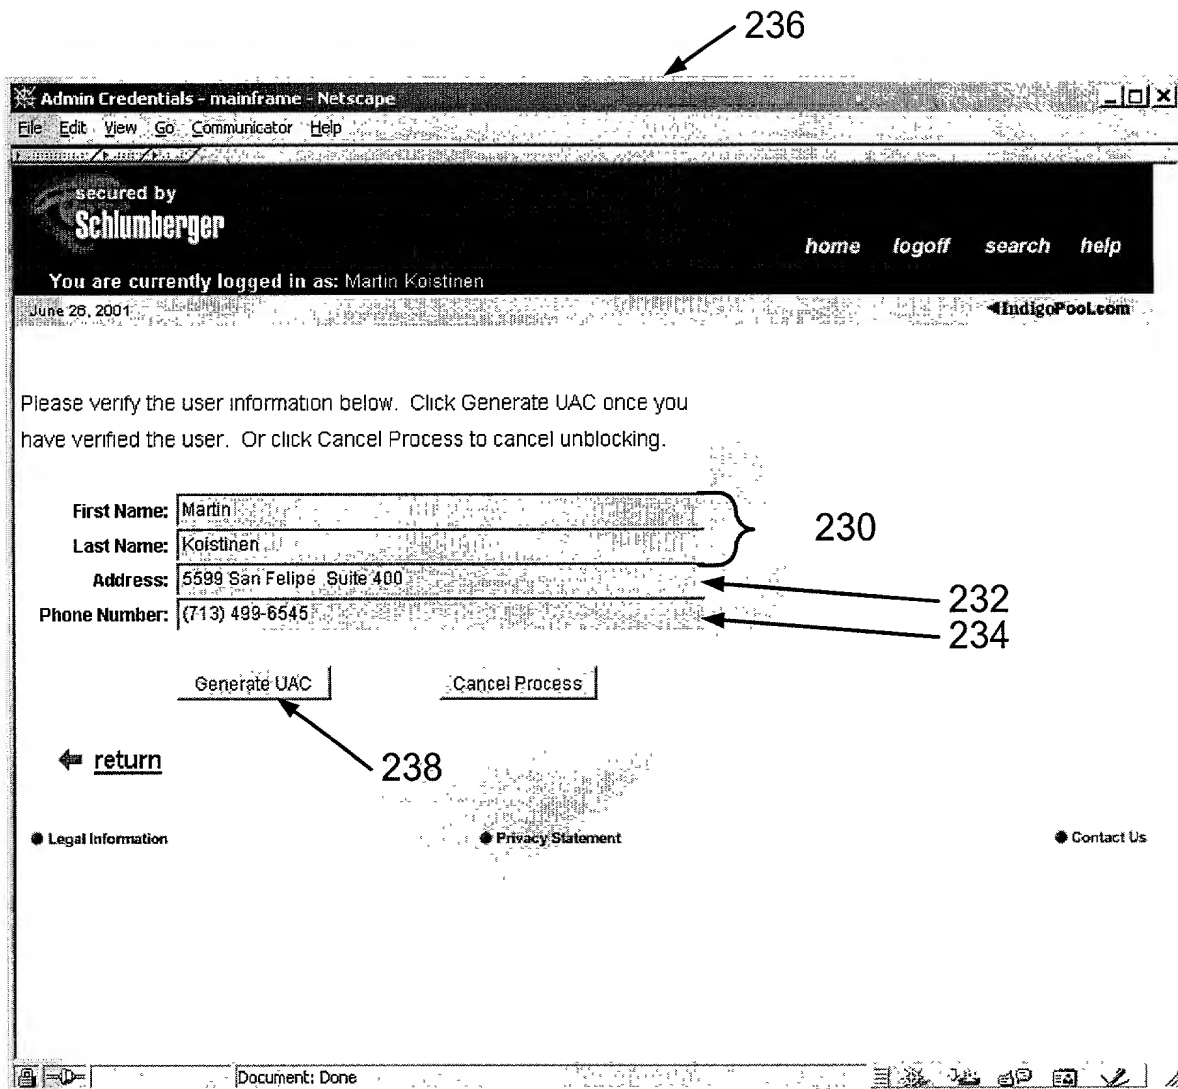 236
Admin Credentials - mainframe - Netscape
File Edit View Go Communicator Help
secured by
Schlumberger
home logoff search help
You are currently logged in as: Martin Koistinen
June 26, 2001
IndigoPool.com
Please verify the user information below. Click Generate UAC once you
have verified the user. Or click Cancel Process to cancel unblocking.
First Name: Martin
Last Name: Koistinen
230
Address: 5599 San Felipe Suite 400
232
Phone Number: (713) 499-6545
234
Generate UAC Cancel Process
238
return
Legal Information Privacy Statement Contact Us
Document: Done